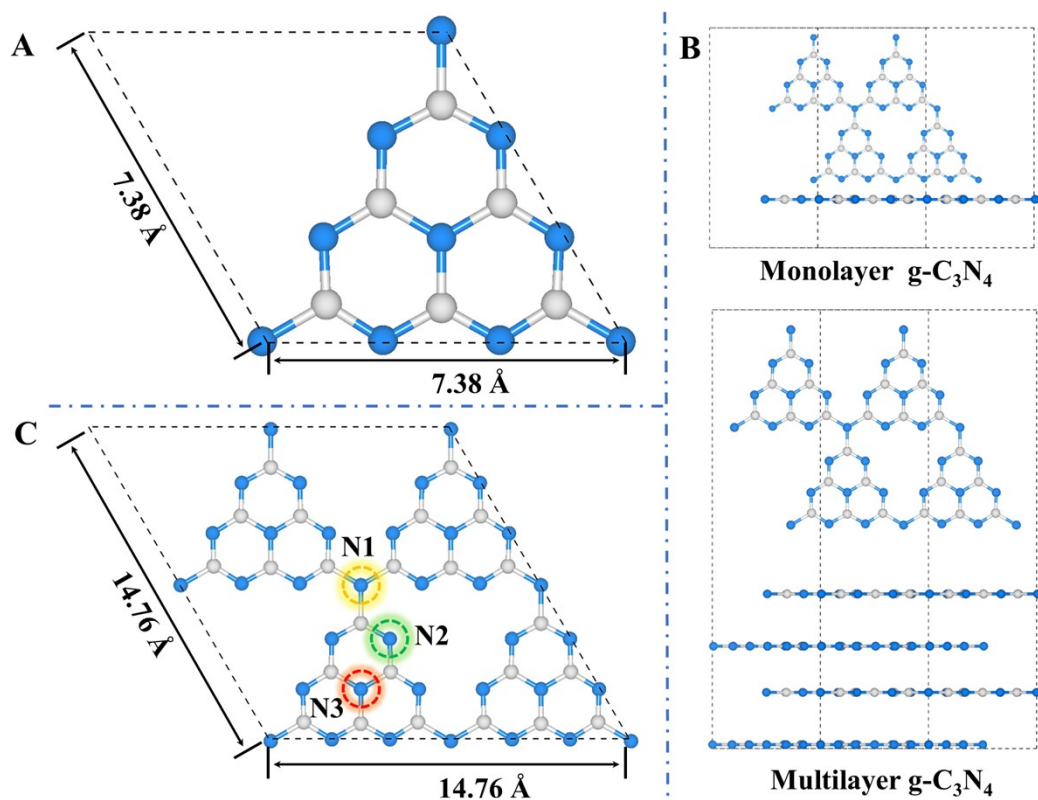 A
7.38 Å
7.38 Å
B
Monolayer g-C₃N₄
C
N1
N2
N3
14.76 Å
14.76 Å
Multilayer g-C₃N₄